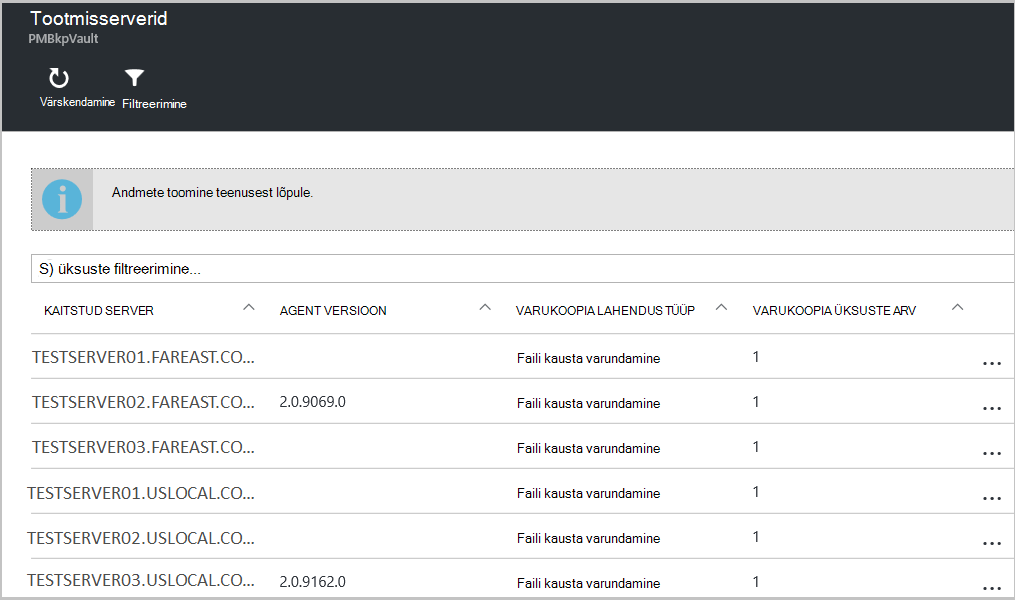 Tootmisserverid
PMBkpVault
Värskendamine Filtreerimine
Andmete toomine teenusest lõpule.
S) üksuste filtreerimine...
KAITSTUD SERVER AGENT VERSIOON VARUKOOPIA LAHENDUS TÜÜP VARUKOOPIA ÜKSUSTE ARV
TESTSERVER01.FAREAST.CO... Faili kausta varundamine 1 ...
TESTSERVER02.FAREAST.CO... 2.0.9069.0 Faili kausta varundamine 1 ...
TESTSERVER03.FAREAST.CO... Faili kausta varundamine 1 ...
TESTSERVER01.USLOCAL.CO... Faili kausta varundamine 1 ...
TESTSERVER02.USLOCAL.CO... Faili kausta varundamine 1 ...
TESTSERVER03.USLOCAL.CO... 2.0.9162.0 Faili kausta varundamine 1 ...